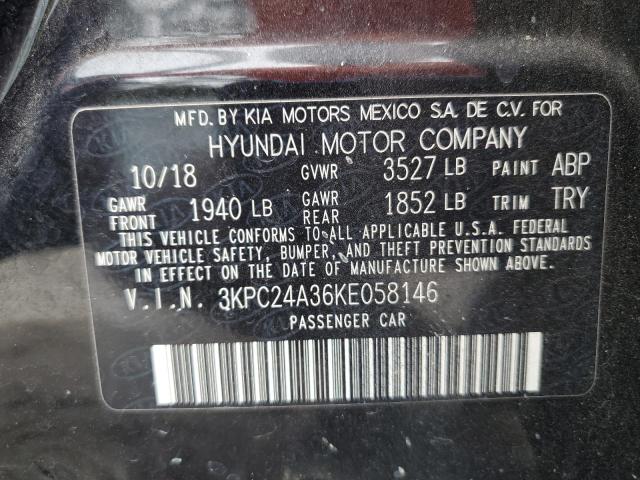 MFD. BY KIA MOTORS MEXICO S.A. DE C.V. FOR
HYUNDAI MOTOR COMPANY
10/18 GVWR 3527 LB PAINT ABP
GAWR FRONT 1940 LB GAWR REAR 1852 LB TRIM TRY
THIS VEHICLE CONFORMS TO ALL APPLICABLE U.S.A. FEDERAL
MOTOR VEHICLE SAFETY, BUMPER, AND THEFT PREVENTION STANDARDS
IN EFFECT ON THE DATE OF MANUFACTURE SHOWN ABOVE.
V.I.N. 3KPC24A36KE058146
PASSENGER CAR